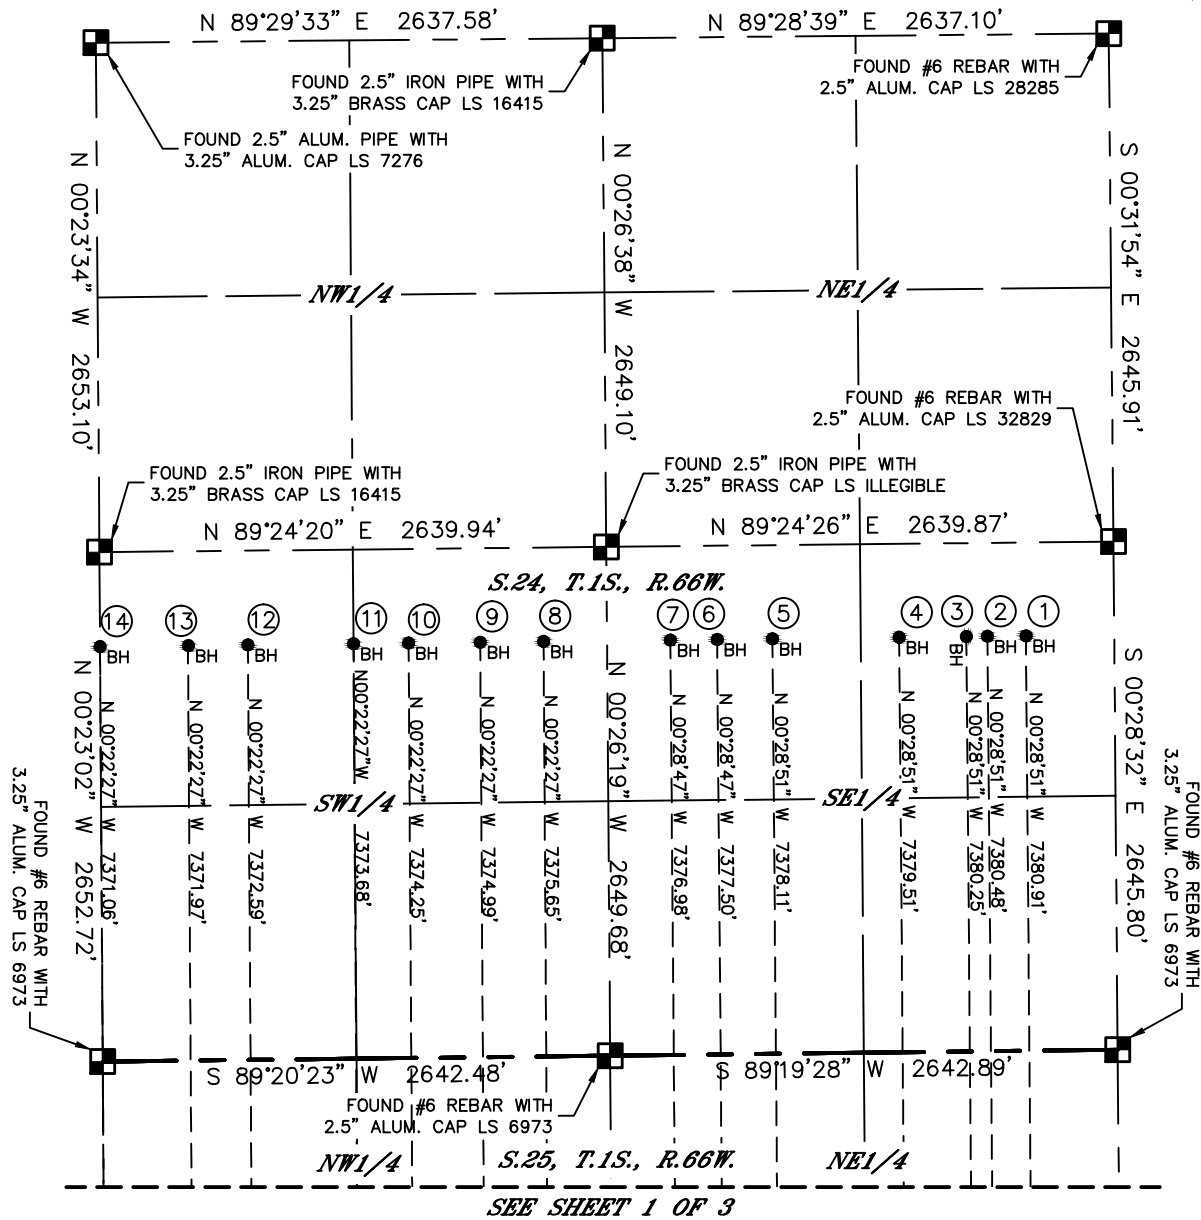 N 89°29'33" E 2637.58'
N 89°28'39" E 2637.10'
FOUND 2.5" IRON PIPE WITH
3.25" BRASS CAP LS 16415
FOUND #6 REBAR WITH
2.5" ALUM. CAP LS 28285
FOUND 2.5" ALUM. PIPE WITH
3.25" ALUM. CAP LS 7276
N 00°23'34" W 2653.10'
N 00°26'38" W 2649.10'
S 00°31'54" E 2645.91'
NW1/4
NE1/4
FOUND #6 REBAR WITH
2.5" ALUM. CAP LS 32829
FOUND 2.5" IRON PIPE WITH
3.25" BRASS CAP LS 16415
FOUND 2.5" IRON PIPE WITH
3.25" BRASS CAP LS ILLEGIBLE
N 89°24'20" E 2639.94'
N 89°24'26" E 2639.87'
S.24, T.1S., R.66W.
14
13
12
11
10
9
8
7
6
5
4
3
2
1
BH
BH
BH
BH
BH
BH
BH
BH
BH
BH
BH
BH
BH
BH
N 00°23'02" W 2652.72'
N 00°22'27" W 7371.06'
N 00°22'27" W 7371.97'
N 00°22'27" W 7372.59'
N00°22'27"W 7373.68'
N 00°22'27" W 7374.25'
N 00°22'27" W 7374.99'
N 00°22'27" W 7375.65'
N 00°26'19" W 2649.68'
N 00°28'47" W 7376.98'
N 00°28'47" W 7377.50'
N 00°28'51" W 7378.11'
N 00°28'51" W 7379.51'
N 00°28'51" W 7380.25'
N 00°28'51" W 7380.48'
N 00°28'51" W 7380.91'
S 00°28'32" E 2645.80'
SW1/4
SE1/4
FOUND #6 REBAR WITH
3.25" ALUM. CAP LS 6973
FOUND #6 REBAR WITH
3.25" ALUM. CAP LS 6973
S 89°20'23" W 2642.48'
S 89°19'28" W 2642.89'
FOUND #6 REBAR WITH
2.5" ALUM. CAP LS 6973
NW1/4
S.25, T.1S., R.66W.
NE1/4
SEE SHEET 1 OF 3